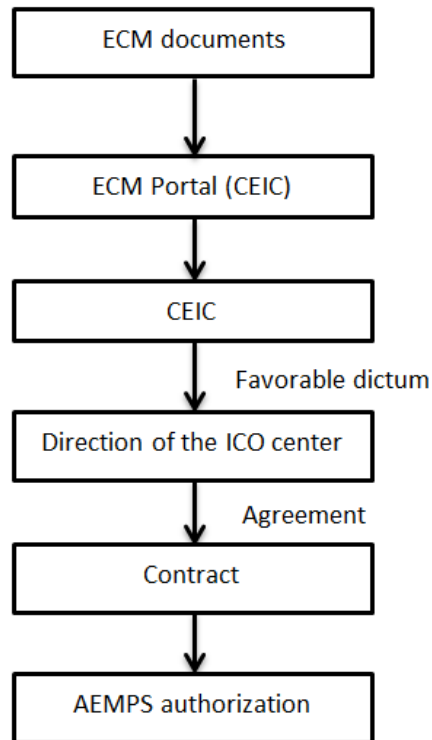 ECM documents
ECM Portal (CEIC)
CEIC
Favorable dictum
Direction of the ICO center
Agreement
Contract
AEMPS authorization